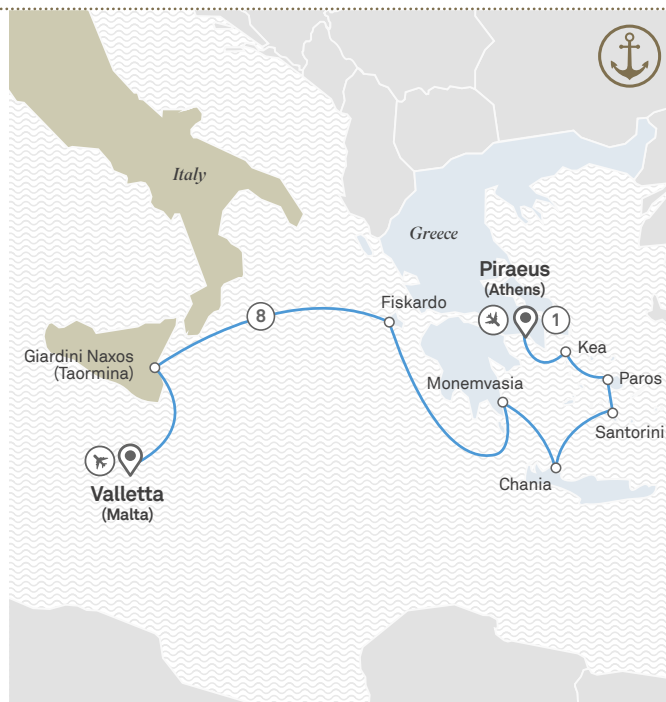 Italy
Greece
Piraeus
(Athens)
1
8
Fiskardo
Kea
Giardini Naxos
(Taormina)
Monemvasia
Paros
Santorini
Chania
Valletta
(Malta)